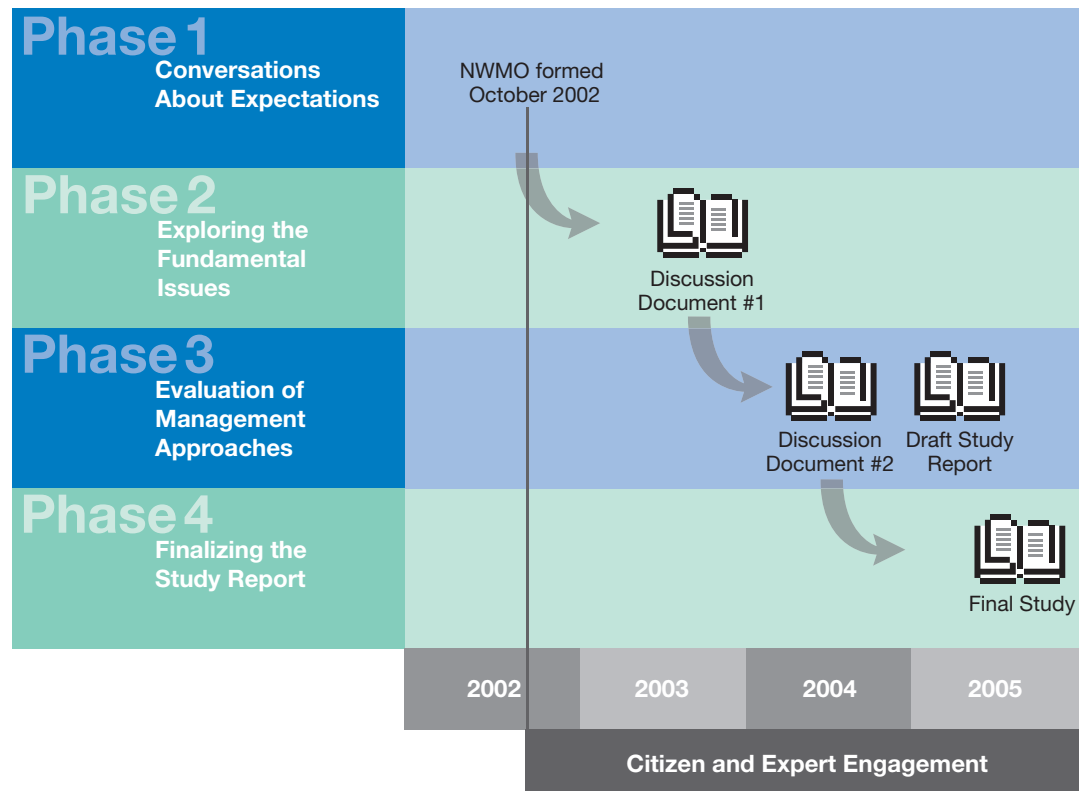 Phase 1
Conversations
About Expectations
NWMO formed
October 2002
Phase 2
Exploring the
Fundamental
Issues
Discussion
Document #1
Phase 3
Evaluation of
Management
Approaches
Discussion
Document #2
Draft Study
Report
Phase 4
Finalizing the
Study Report
Final Study
2002
2003
2004
2005
Citizen and Expert Engagement